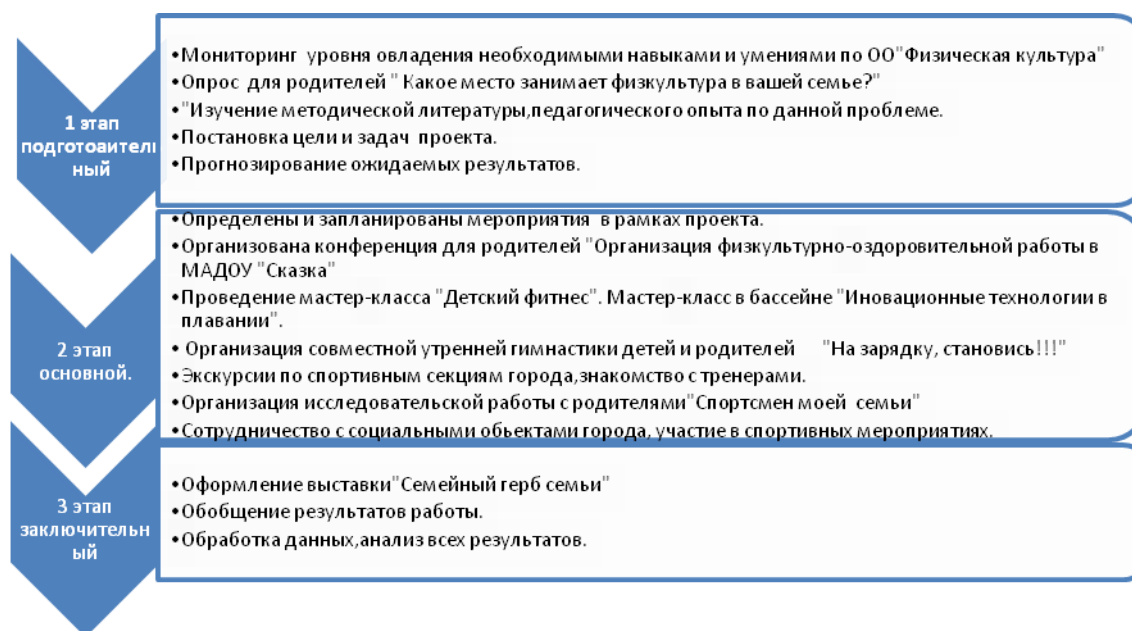 1 этап
подготовител
ный
•Мониторинг уровня овладения необходимыми навыками и умениями по ОО"Физическая культура"
•Опрос для родителей " Какое место занимает физкультура в вашей семье?"
•"Изучение методической литературы,педагогического опыта по данной проблеме.
•Постановка цели и задач проекта.
•Прогнозирование ожидаемых результатов.
2 этап
основной.
•Определены и запланированы мероприятия в рамках проекта.
•Организована конференция для родителей "Организация физкультурно-оздоровительной работы в
МАДОУ "Сказка"
•Проведение мастер-класса "Детский фитнес". Мастер-класс в бассейне "Иновационные технологии в
плавании".
• Организация совместной утренней гимнастики детей и родителей "На зарядку, становись!!!"
•Экскурсии по спортивным секциям города,знакомство с тренерами.
•Организация исследовательской работы с родителями"Спортсмен моей семьи"
•Сотрудничество с социальными обьектами города, участие в спортивных мероприятиях.
3 этап
заключительн
ый
•Оформление выставки"Семейный герб семьи"
•Обобщение результатов работы.
•Обработка данных,анализ всех результатов.